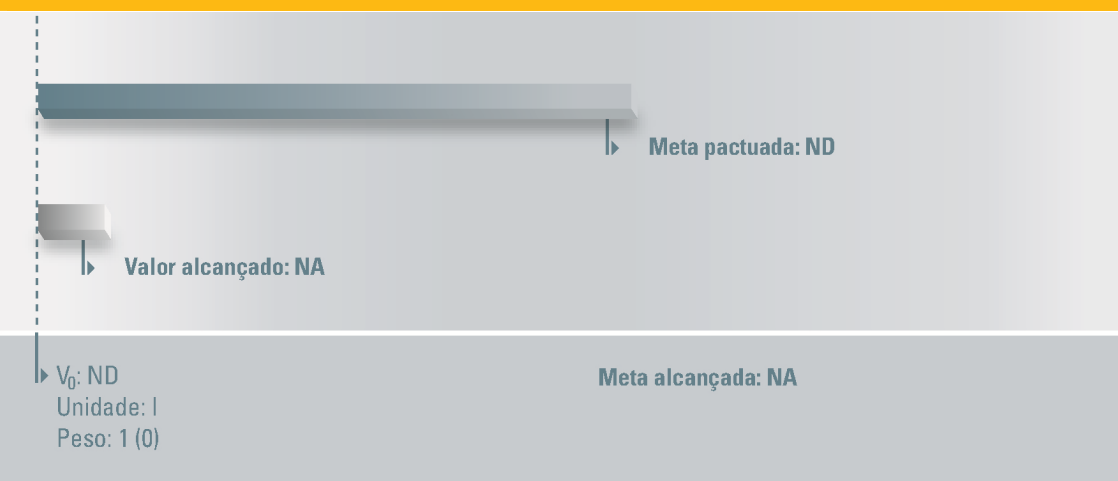 Meta pactuada: ND
Valor alcançado: NA
V₀: ND
Meta alcançada: NA
Unidade: I
Peso: 1 (0)